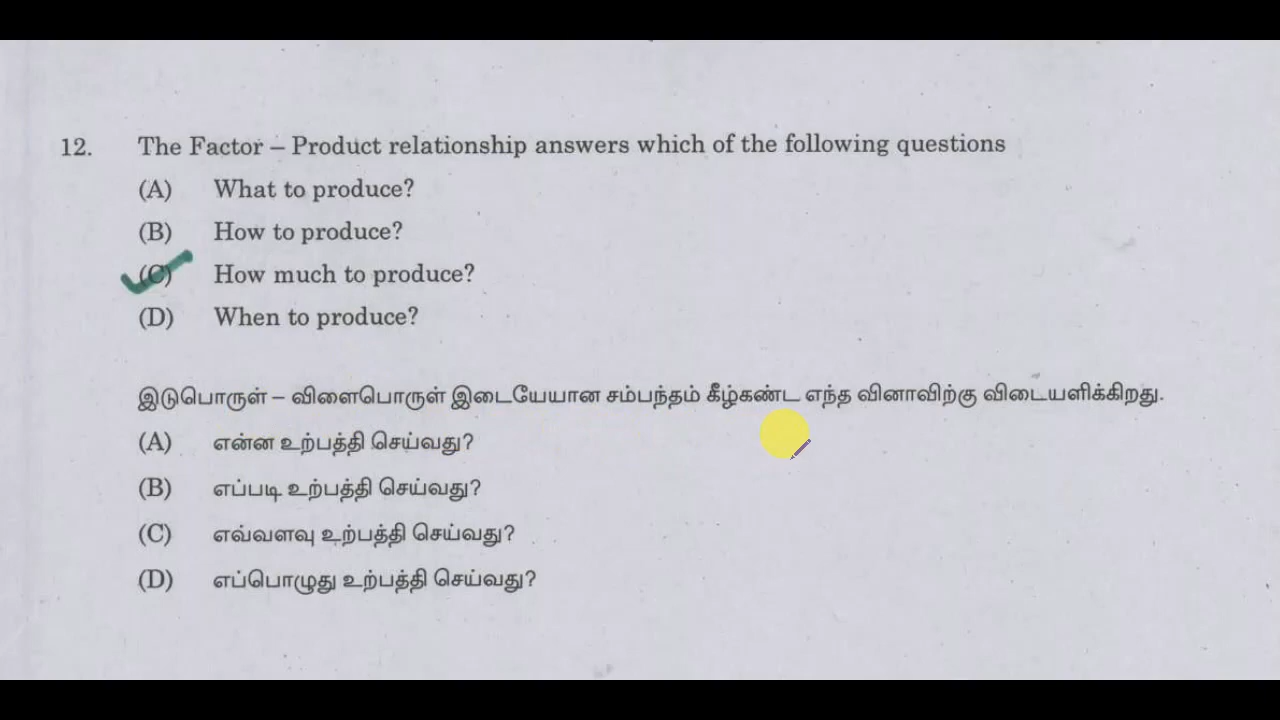 12. The Factor – Product relationship answers which of the following questions
(A) What to produce?
(B) How to produce?
(C) How much to produce?
(D) When to produce?
இடுபொருள் – விளைபொருள் இடையேயான சம்பந்தம் கீழ்கண்ட எந்த வினாவிற்கு விடையளிக்கிறது.
(A) என்ன உற்பத்தி செய்வது?
(B) எப்படி உற்பத்தி செய்வது?
(C) எவ்வளவு உற்பத்தி செய்வது?
(D) எப்பொழுது உற்பத்தி செய்வது?